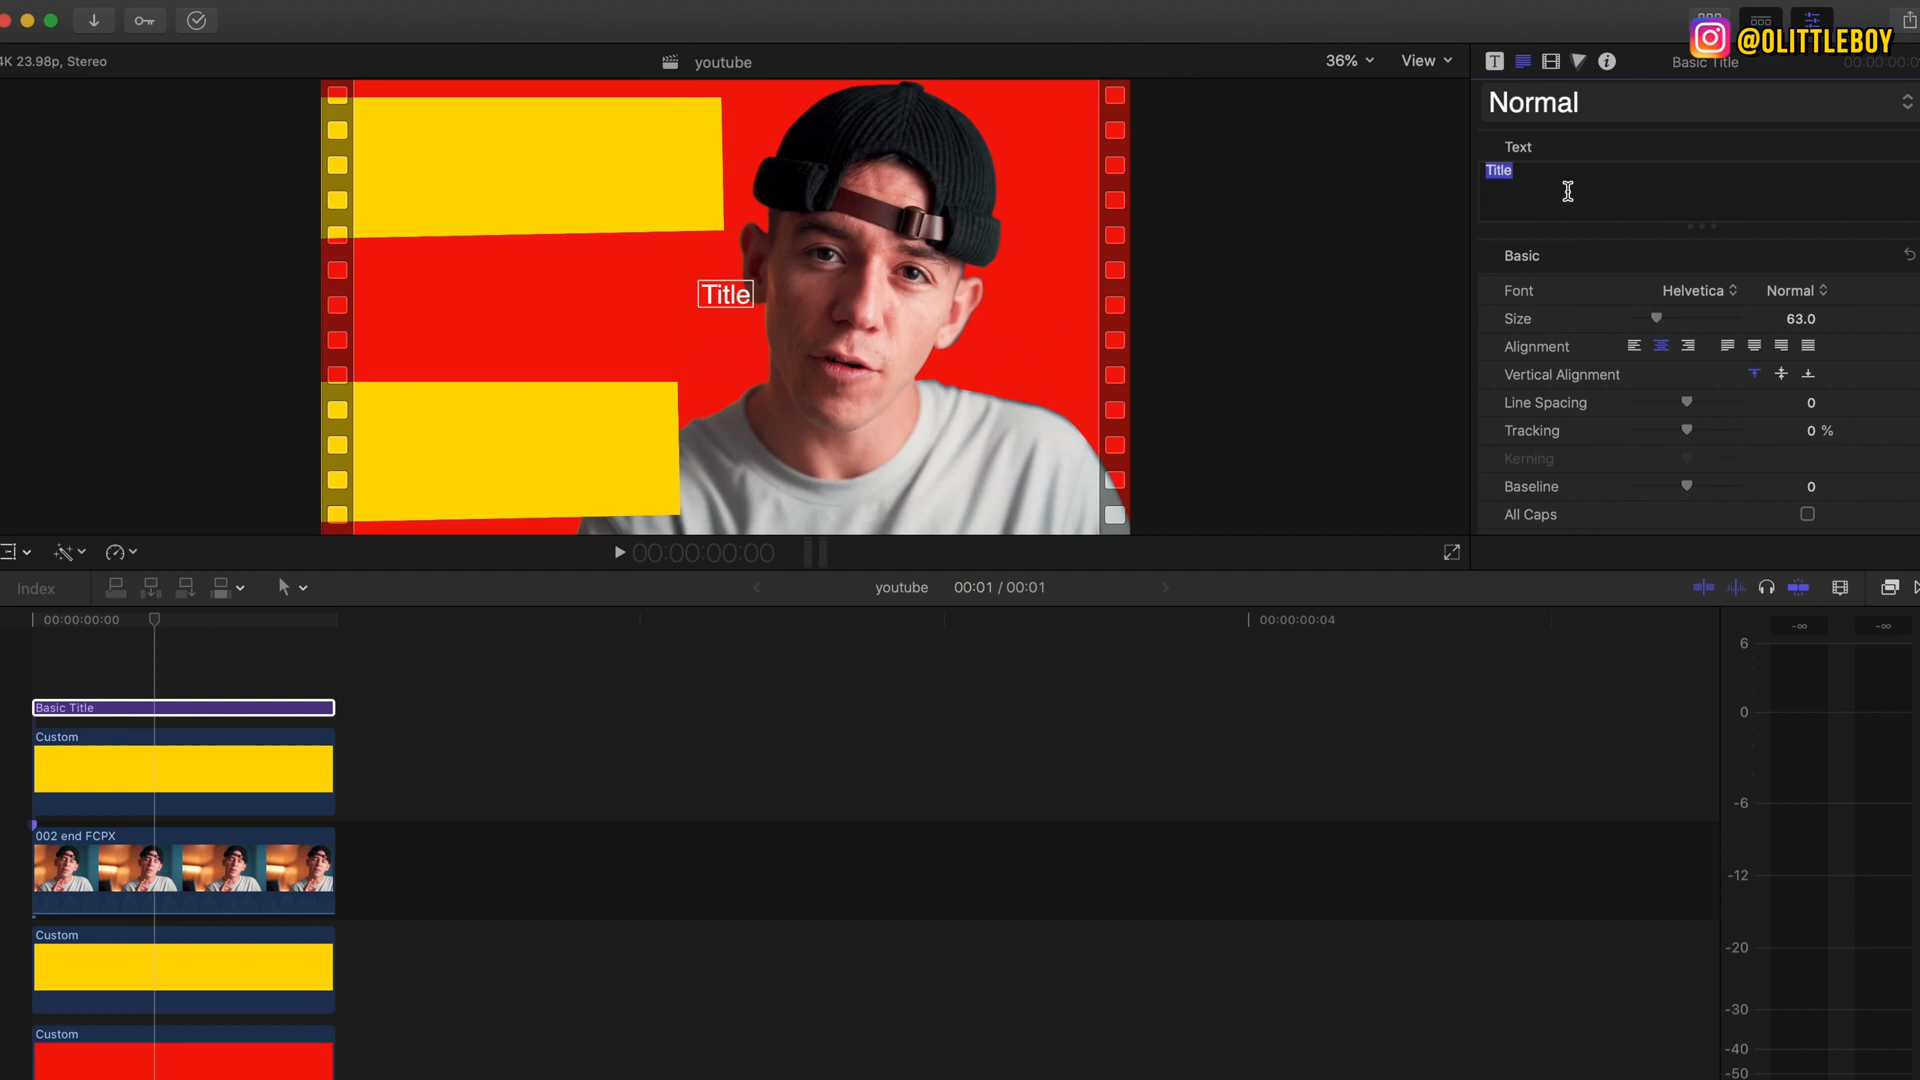 @OLITTLEBOY
4K 23.98p, Stereo
youtube
36%
View
Basic Title
Normal
Text
Title
Basic
Font
Helvetica
Normal
Size
63.0
Alignment
Vertical Alignment
Line Spacing
0
Tracking
0 %
Kerning
Baseline
0
All Caps
Title
00:00:00:00
Index
youtube
00:01 / 00:01
00:00:00:00
00:00:00:04
Basic Title
Custom
002 end FCPX
Custom
Custom
-∞
-∞
6
0
-6
-12
-20
-30
-40
-50